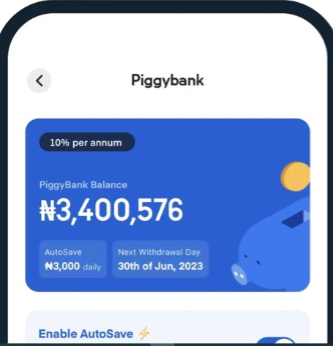 Piggybank
10% per annum
PiggyBank Balance
₦3,400,576
AutoSave
₦3,000 daily
Next Withdrawal Day
30th of Jun, 2023
Enable AutoSave ⚡